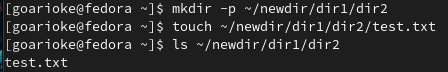 [goarioke@fedora ~]$ mkdir -p ~/newdir/dir1/dir2
[goarioke@fedora ~]$ touch ~/newdir/dir1/dir2/test.txt
[goarioke@fedora ~]$ ls ~/newdir/dir1/dir2
test.txt